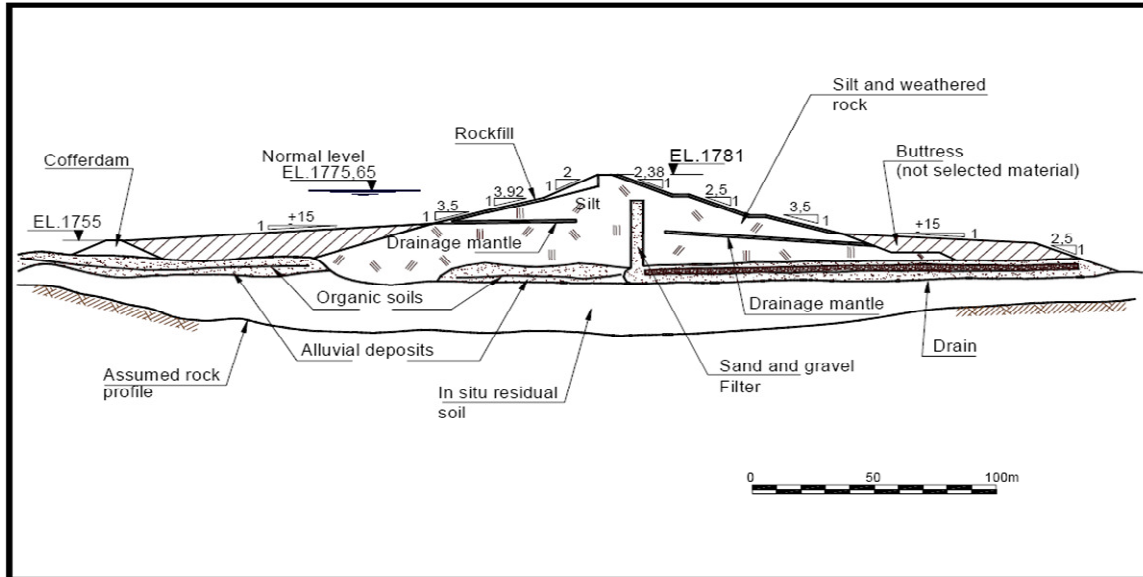 Silt and weathered
rock
Rockfill
Cofferdam
Normal level
EL.1775,65
EL.1781
Buttress
(not selected material)
2
1
2,38
1
3,92
1
Silt
2,5
1
EL.1755
1
+15
3,5
1
3,5
1
+15
1
2,5
1
Drainage mantle
Organic soils
Drainage mantle
Alluvial deposits
Drain
Assumed rock
profile
In situ residual
soil
Sand and gravel
Filter
0
50
100m